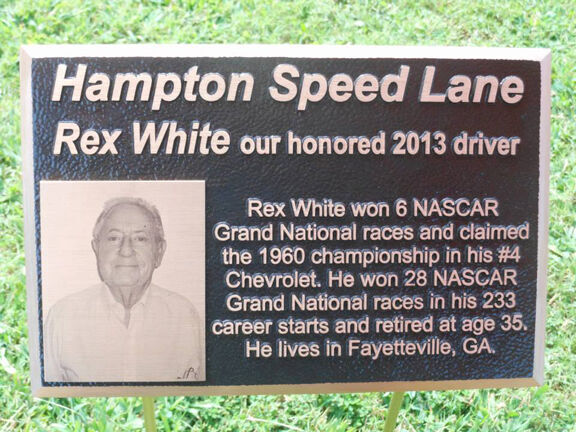 Hampton Speed Lane
Rex White our honored 2013 driver
Rex White won 6 NASCAR
Grand National races and claimed
the 1960 championship in his #4
Chevrolet. He won 28 NASCAR
Grand National races in his 233
career starts and retired at age 35.
He lives in Fayetteville, GA.